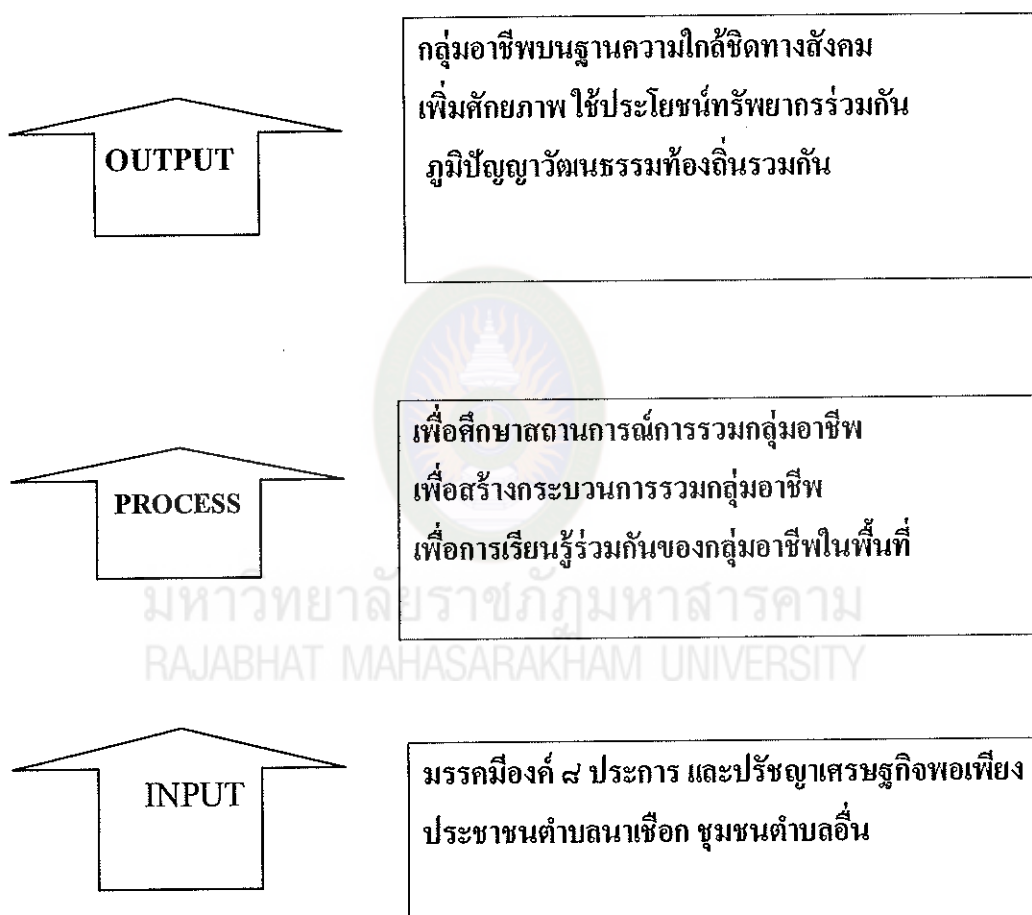 กลุ่มอาชีพบนฐานความใกล้ชิดทางสังคม
เพิ่มศักยภาพ ใช้ประโยชน์ทรัพยากรร่วมกัน
ภูมิปัญญาวัฒนธรรมท้องถิ่นรวมกัน
OUTPUT
เพื่อศึกษาสถานการณ์การรวมกลุ่มอาชีพ
เพื่อสร้างกระบวนการรวมกลุ่มอาชีพ
เพื่อการเรียนรู้ร่วมกันของกลุ่มอาชีพในพื้นที่
PROCESS
มหาวิทยาลัยราชภัฏมหาสารคาม
RAJABHAT MAHASARAKHAM UNIVERSITY
มรรคมีองค์ ๘ ประการ และปรัชญาเศรษฐกิจพอเพียง
ประชาชนตำบลนาเชือก ชุมชนตำบลอื่น
INPUT